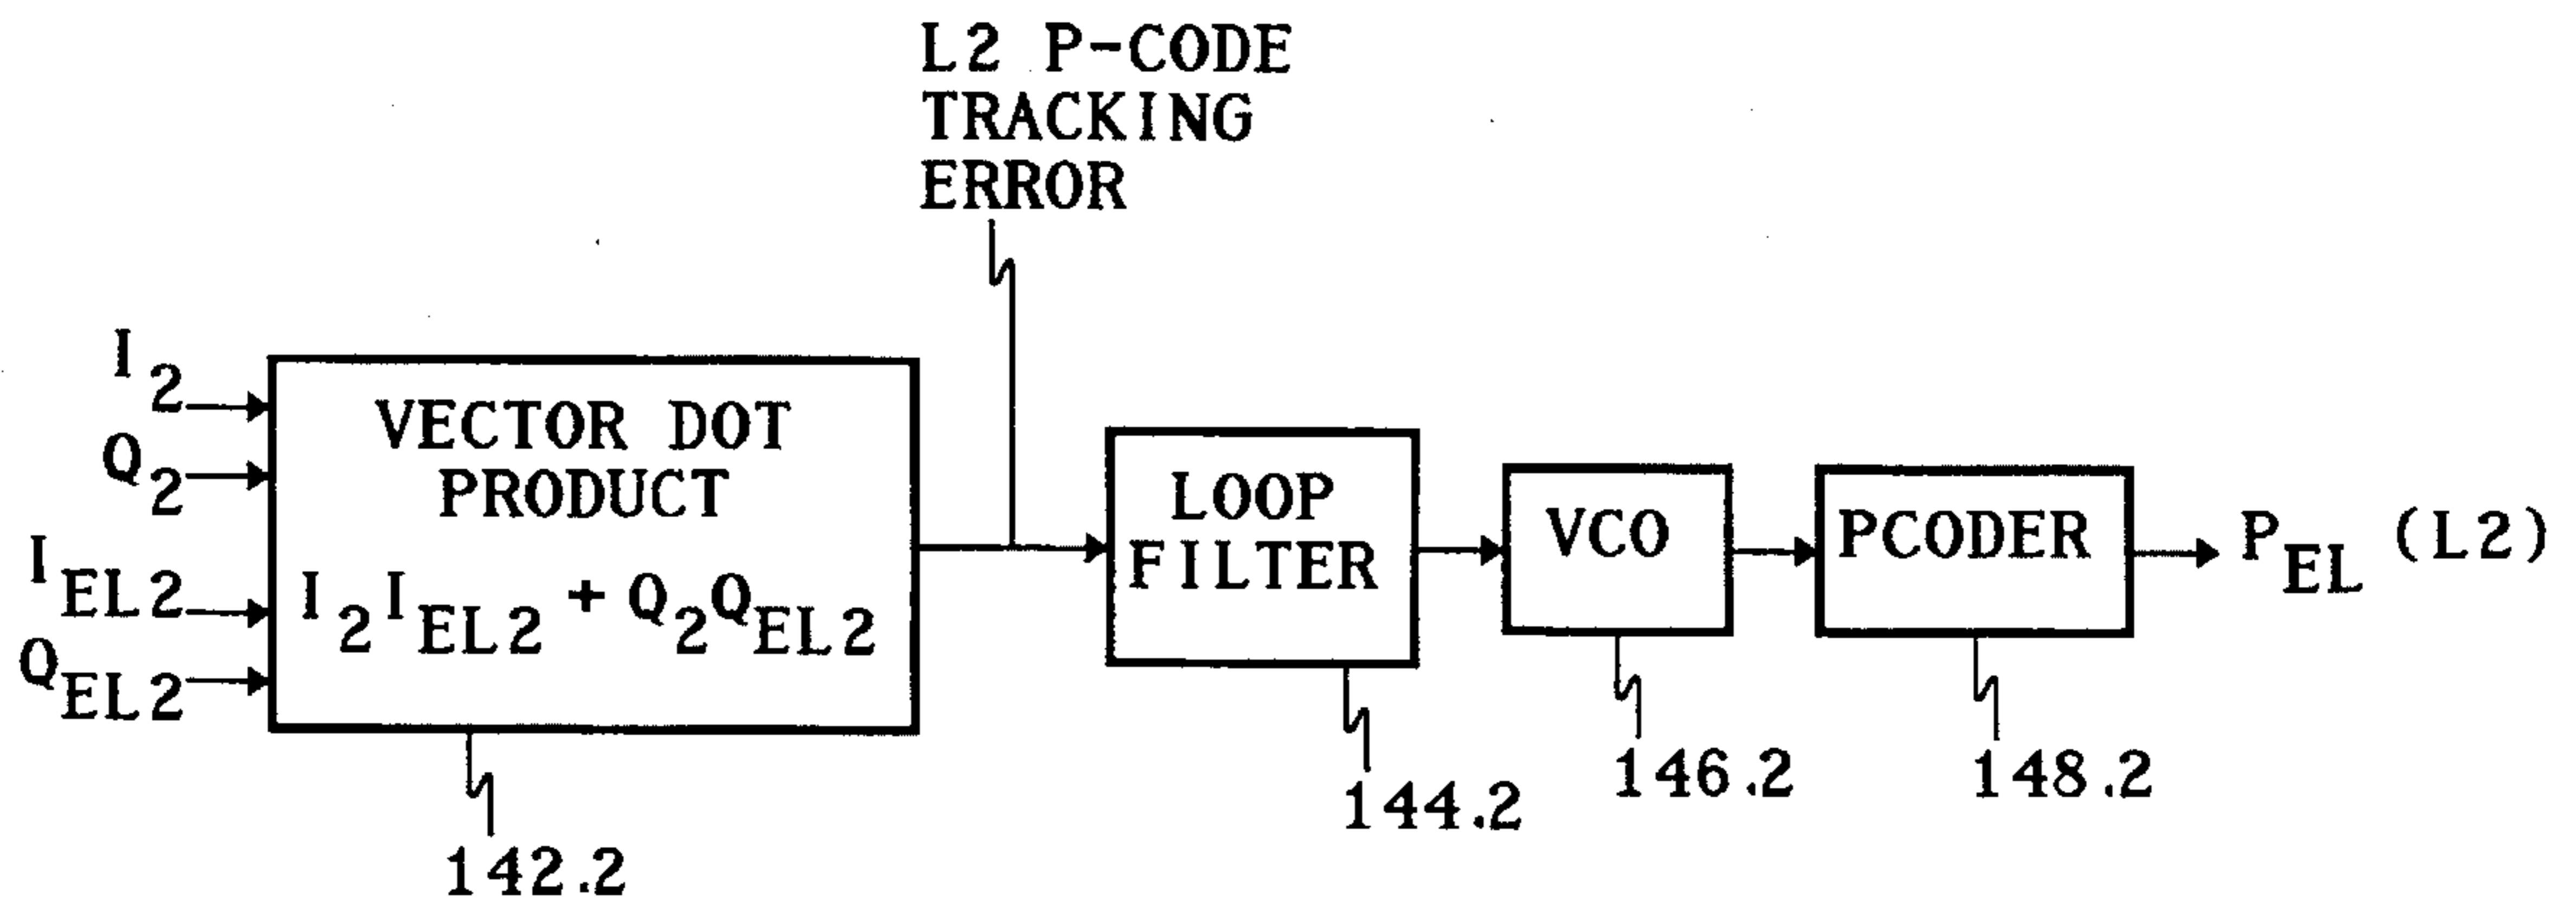 L2 P-CODE
TRACKING
ERROR
I2
Q2
IEL2
QEL2
VECTOR DOT
PRODUCT
I2IEL2 + Q2QEL2
LOOP
FILTER
VCO
PCODER
PEL (L2)
142.2
144.2
146.2
148.2